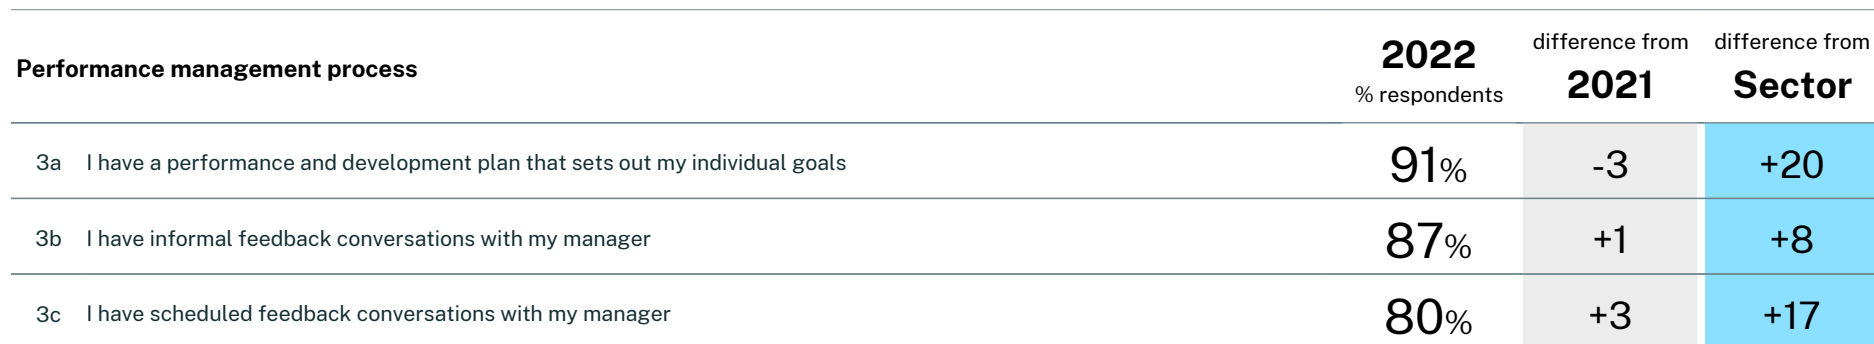 Performance management process
2022
% respondents
difference from
2021
difference from
Sector
3a I have a performance and development plan that sets out my individual goals 91% -3 +20
3b I have informal feedback conversations with my manager 87% +1 +8
3c I have scheduled feedback conversations with my manager 80% +3 +17